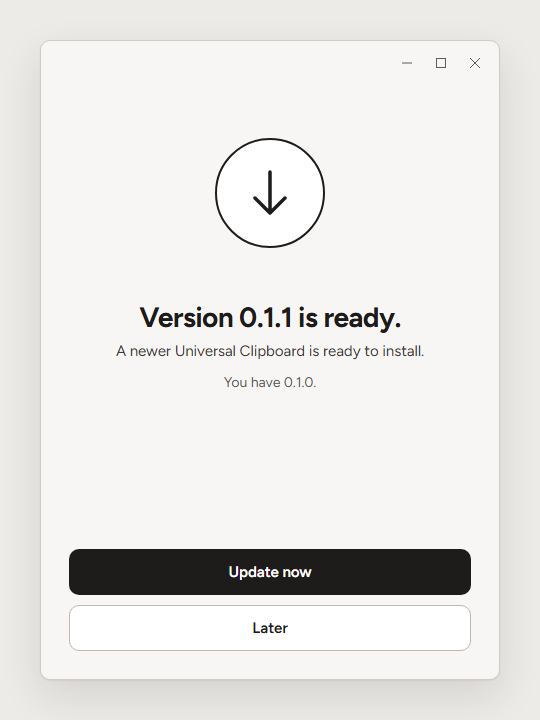 Version 0.1.1 is ready.
A newer Universal Clipboard is ready to install.
You have 0.1.0.
Update now
Later